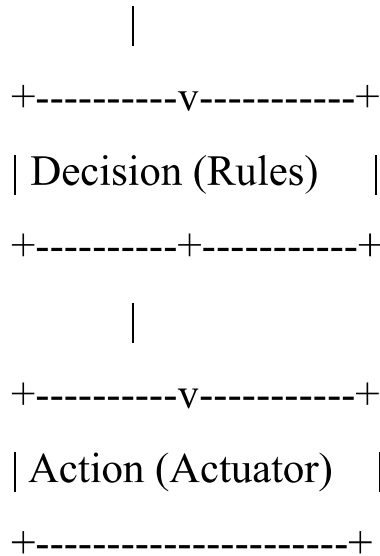 |
+----------v-----------+
| Decision (Rules) |
+----------+-----------+
|
+----------v-----------+
| Action (Actuator) |
+----------------------+